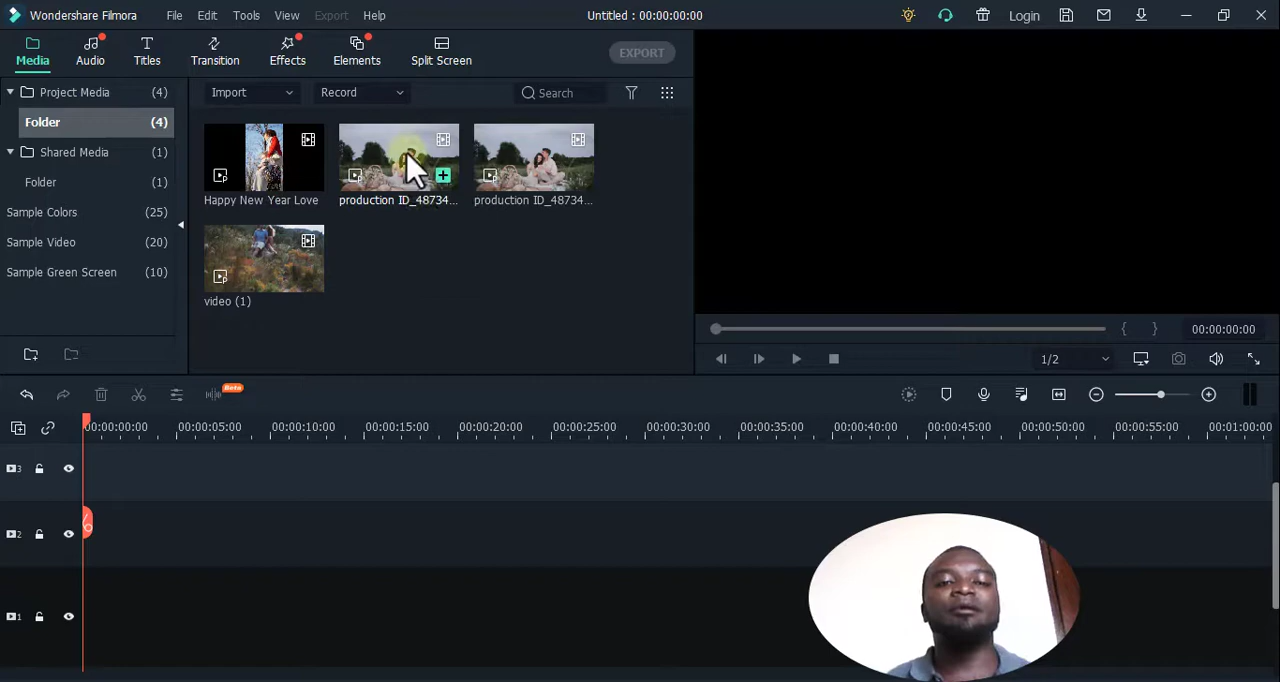 Wondershare Filmora File Edit Tools View Export Help Untitled : 00:00:00:00 Login
Media Audio Titles Transition Effects Elements Split Screen EXPORT
Project Media (4)
Folder (4)
Shared Media (1)
Folder (1)
Sample Colors (25)
Sample Video (20)
Sample Green Screen (10)
Import Record Search
Happy New Year Love production ID_48734... production ID_48734...
video (1)
{ } 00:00:00:00
1/2
Beta
00:00:00:00 00:00:05:00 00:00:10:00 00:00:15:00 00:00:20:00 00:00:25:00 00:00:30:00 00:00:35:00 00:00:40:00 00:00:45:00 00:00:50:00 00:00:55:00 00:01:00:00
3
2
1